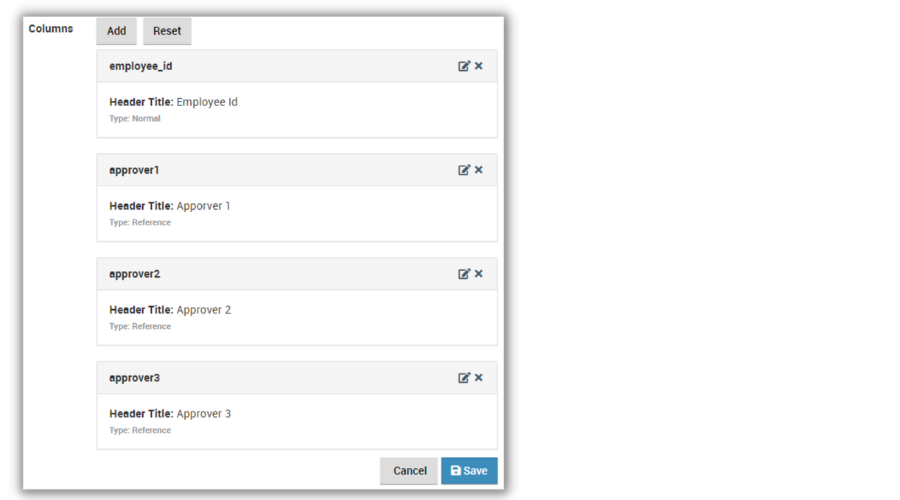 Columns Add Reset
employee_id
Header Title: Employee Id
Type: Normal
approver1
Header Title: Apporver 1
Type: Reference
approver2
Header Title: Approver 2
Type: Reference
approver3
Header Title: Approver 3
Type: Reference
Cancel Save